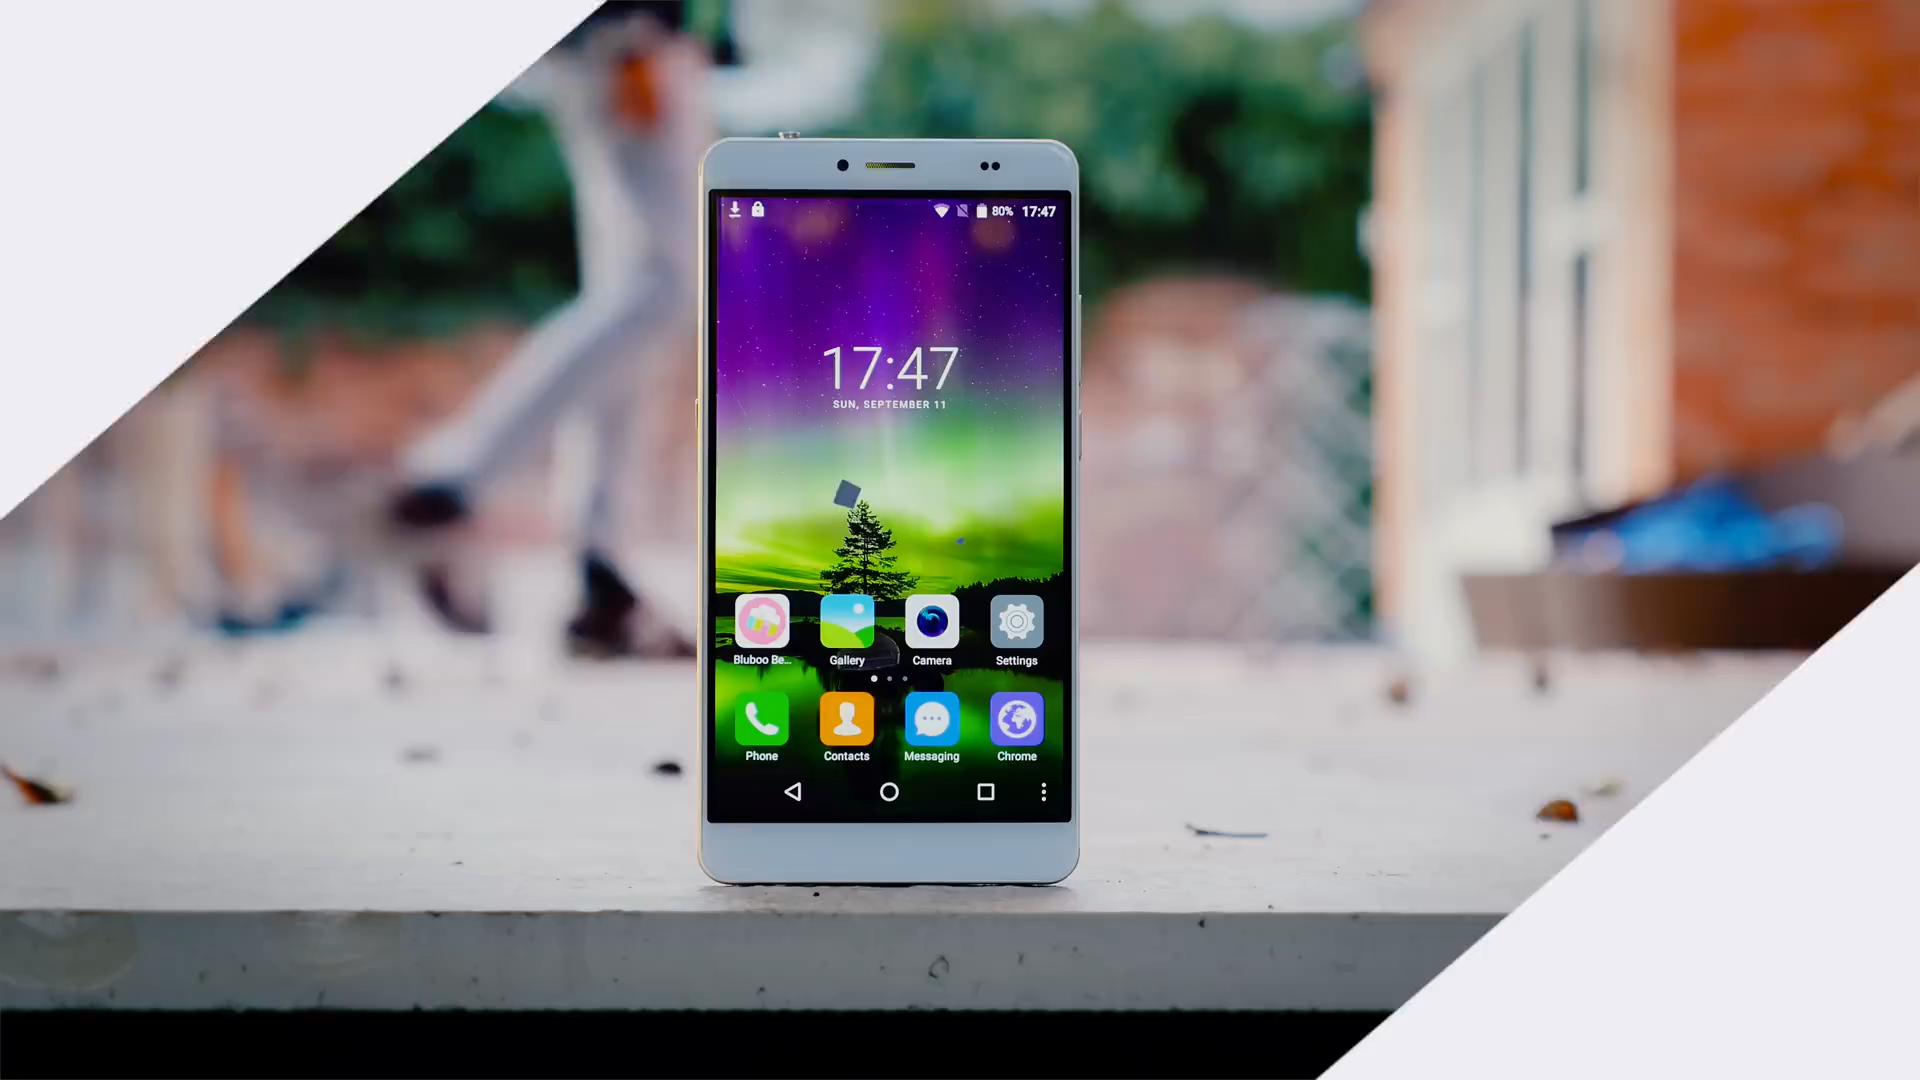 80% 17:47
17:47
SUN, SEPTEMBER 11
Bluboo Be... Gallery Camera Settings
Phone Contacts Messaging Chrome